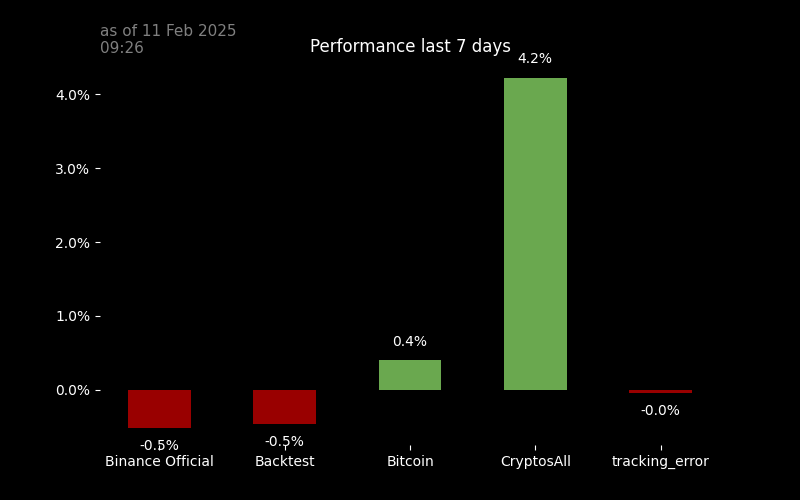 as of 11 Feb 2025
09:26
Performance last 7 days
4.2%
4.0%
3.0%
2.0%
1.0%
0.4%
0.0%
-0.0%
-0.5%
-0.5%
Binance Official
Backtest
Bitcoin
CryptosAll
tracking_error